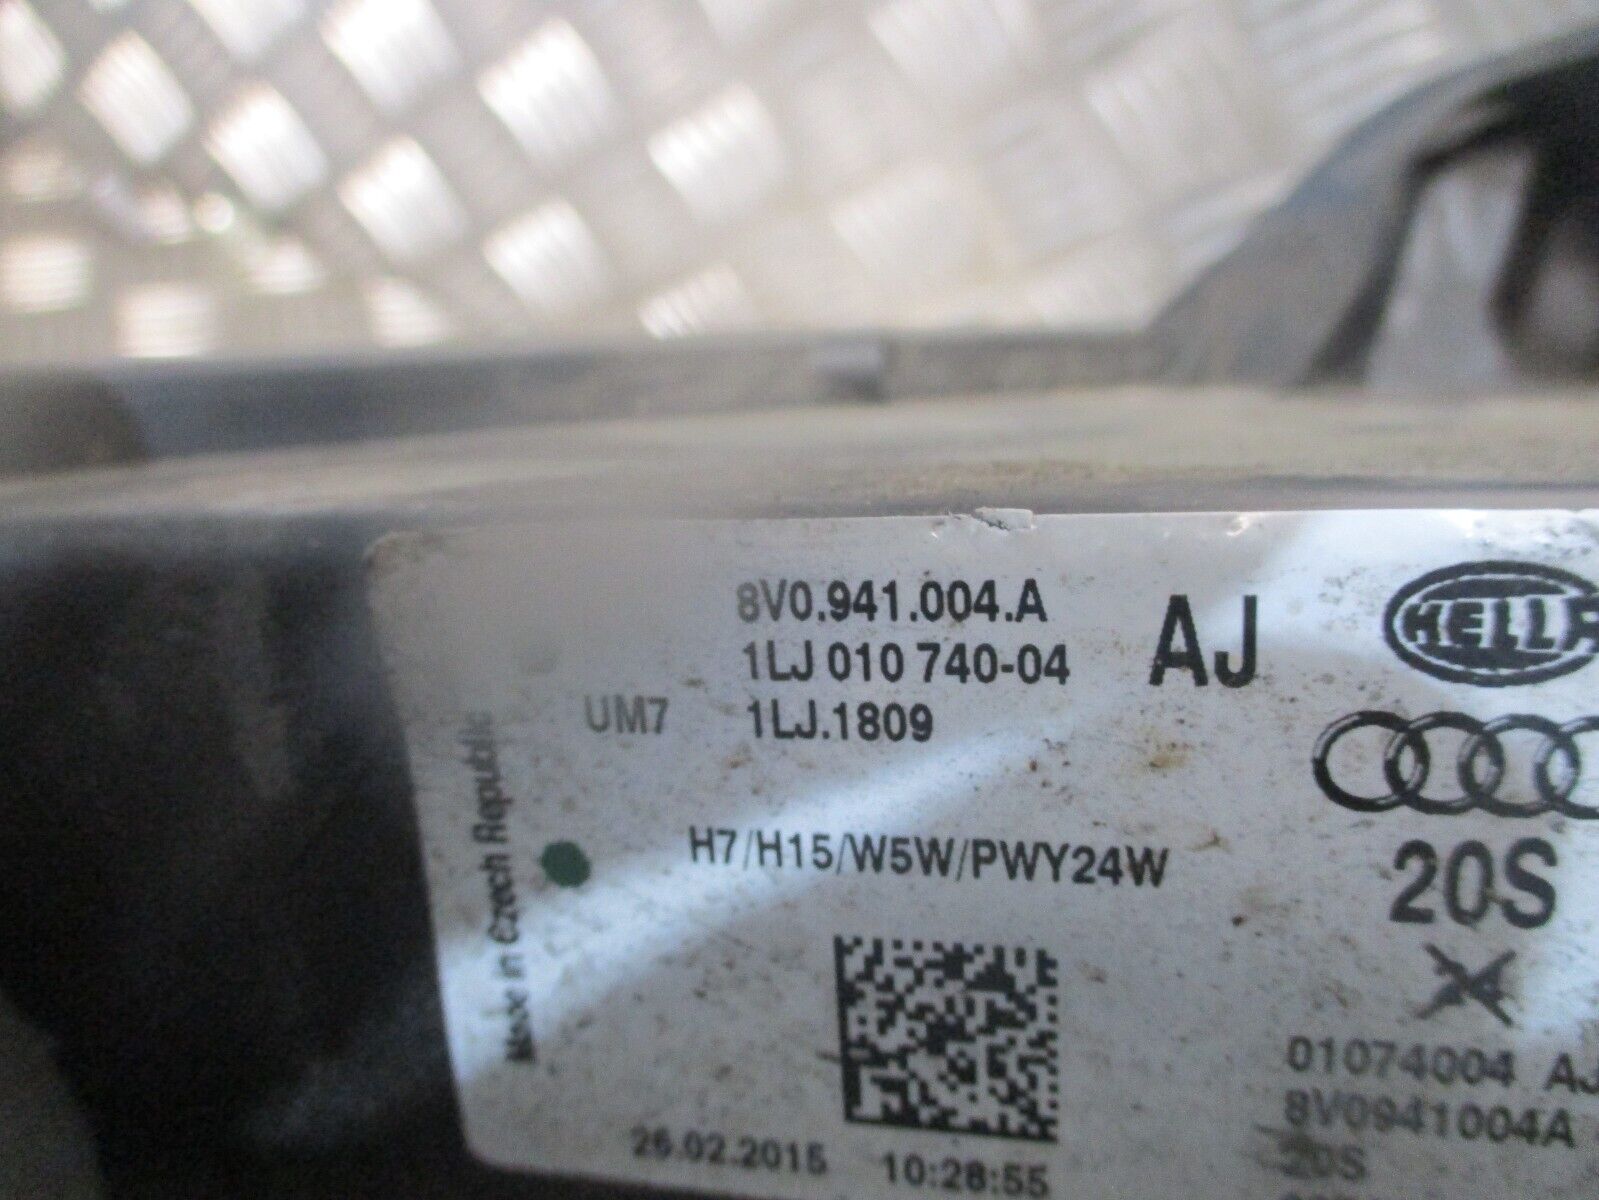 8V0.941.004.A
1LJ 010 740-04
AJ
HELLA
UM7
1LJ.1809
Made in Czech Republic
H7/H15/W5W/PWY24W
20S
01074004 AJ
8V0941004A
20S
26.02.2015 10:28:55